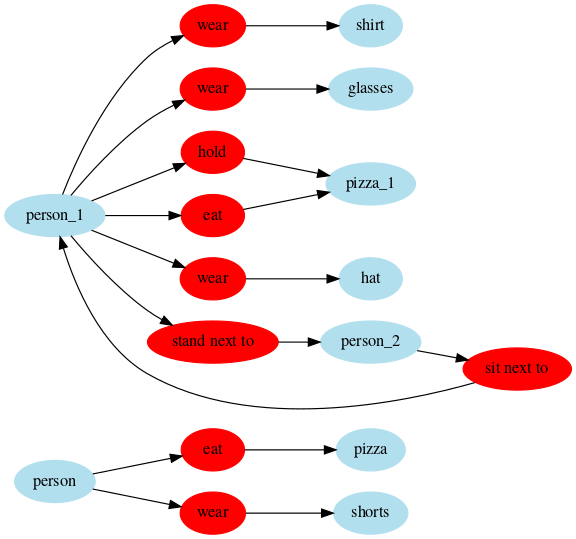 wear
shirt
wear
glasses
hold
pizza_1
person_1
eat
wear
hat
stand next to
person_2
sit next to
eat
pizza
person
wear
shorts